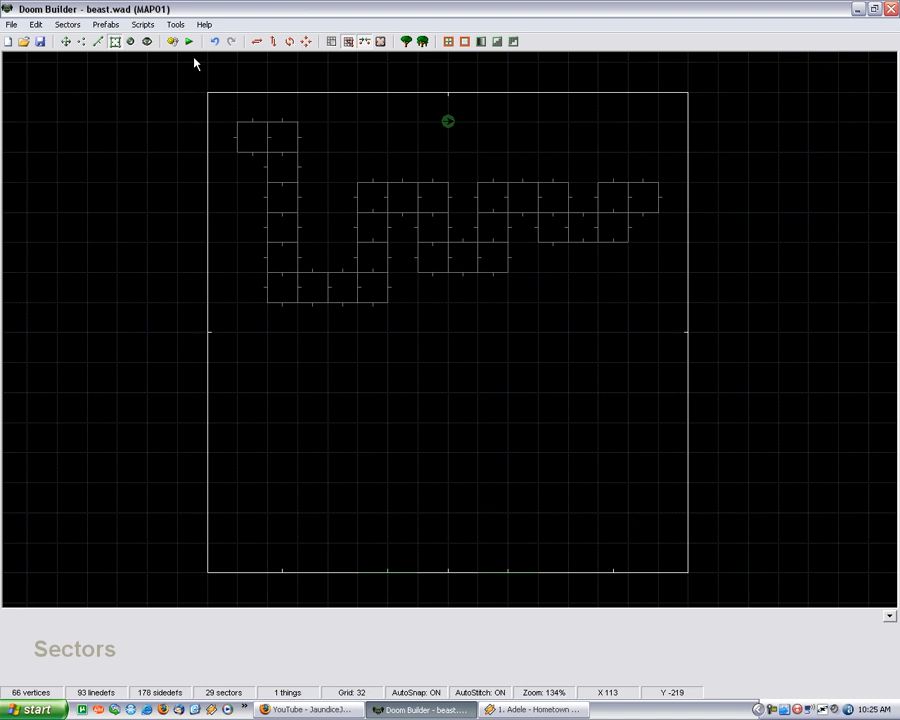 Doom Builder - beast.wad (MAP01)
File Edit Sectors Prefabs Scripts Tools Help
Sectors
66 vertices 93 linedefs 178 sidedefs 29 sectors 1 things Grid: 32 AutoSnap: ON AutoStitch: ON Zoom: 134% X 113 Y -219
start YouTube - JaundiceJ... Doom Builder - beast.... 1. Adele - Hometown ... 10:25 AM